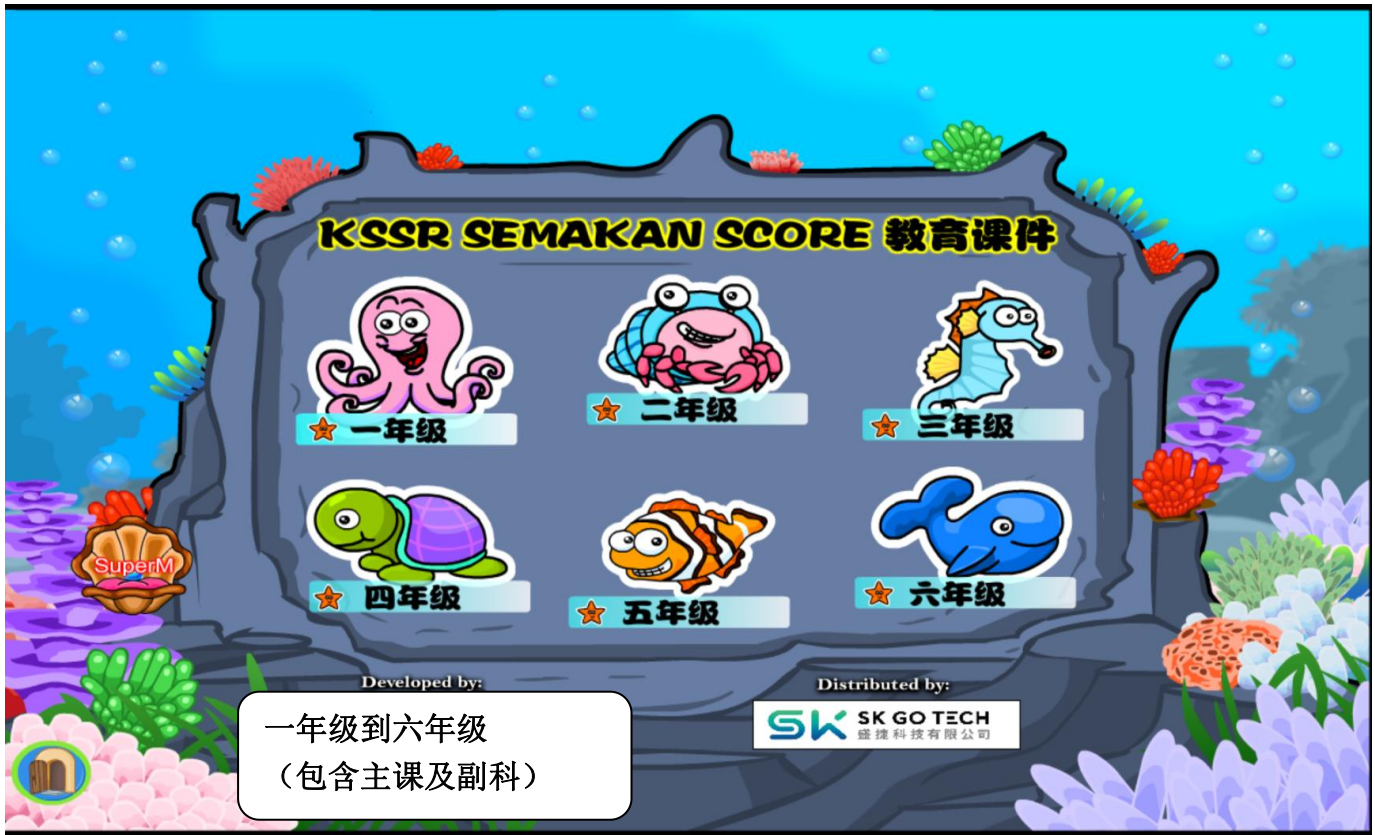 KSSR SEMAKAN SCORE 教育课件
一年级
二年级
三年级
四年级
五年级
六年级
SuperM
Developed by:
Distributed by:
一年级到六年级
（包含主课及副科）
SK SK GO TECH
盛捷科技有限公司